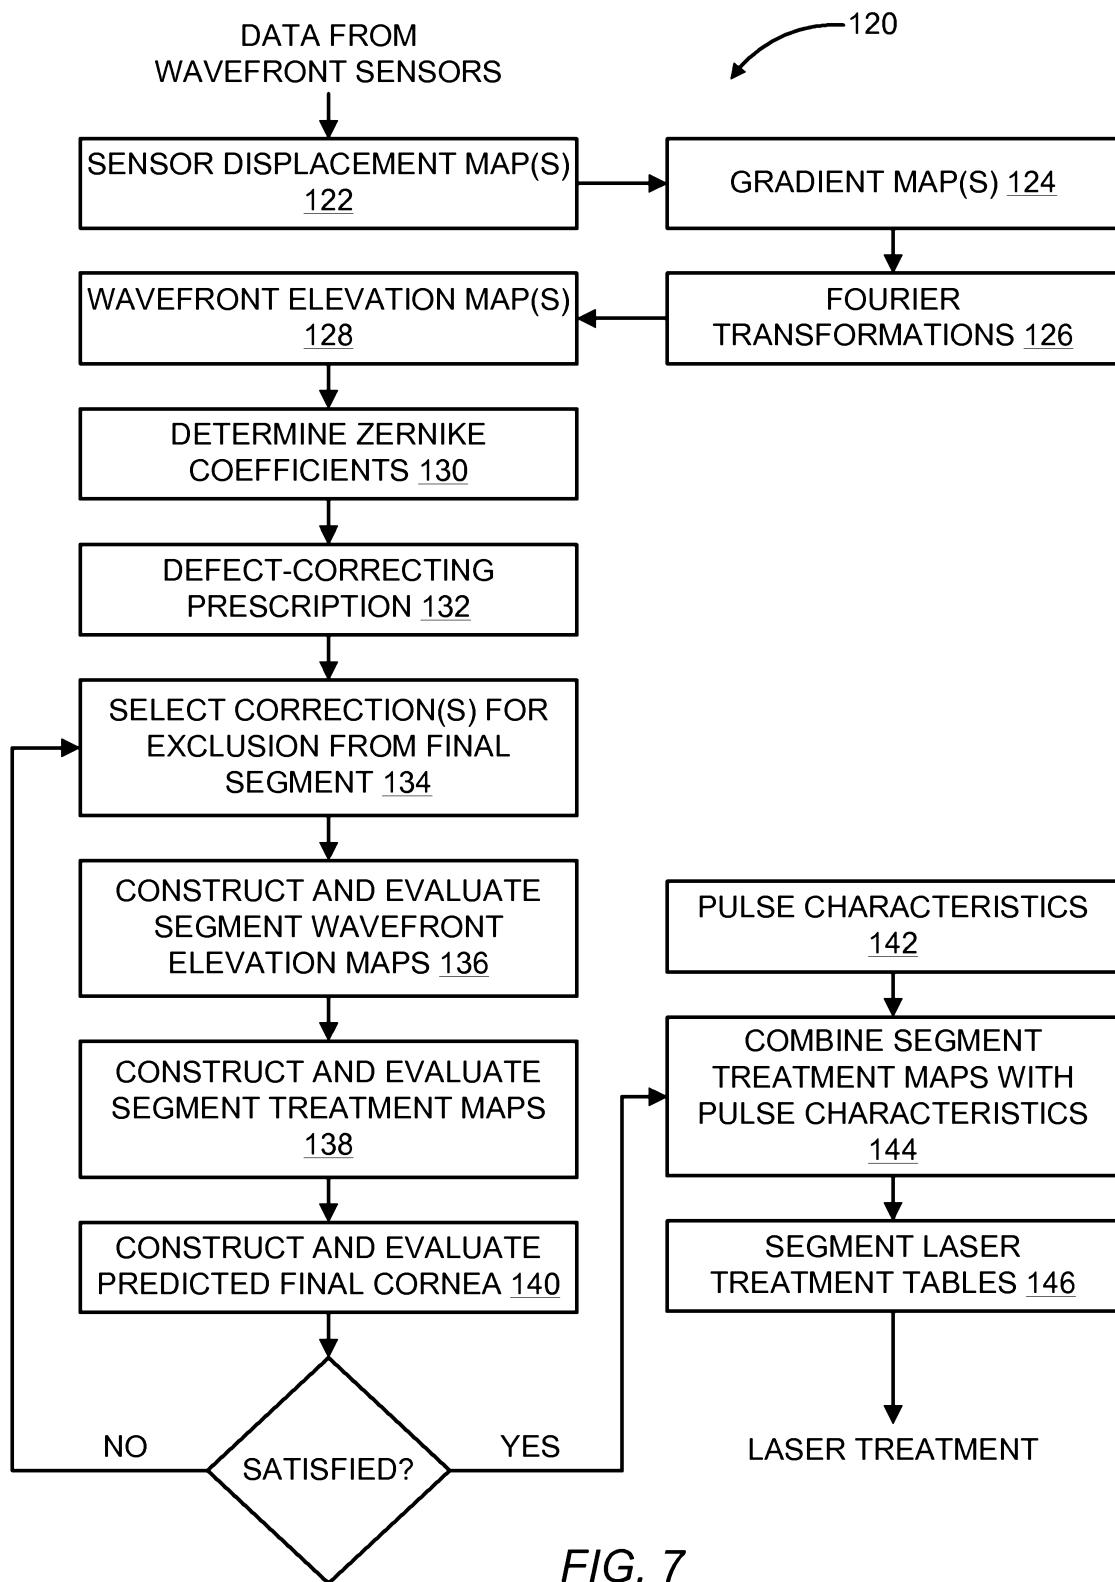 DATA FROM
WAVEFRONT SENSORS
120
SENSOR DISPLACEMENT MAP(S)
122
GRADIENT MAP(S) 124
FOURIER
TRANSFORMATIONS 126
WAVEFRONT ELEVATION MAP(S)
128
DETERMINE ZERNIKE
COEFFICIENTS 130
DEFECT-CORRECTING
PRESCRIPTION 132
SELECT CORRECTION(S) FOR
EXCLUSION FROM FINAL
SEGMENT 134
CONSTRUCT AND EVALUATE
SEGMENT WAVEFRONT
ELEVATION MAPS 136
CONSTRUCT AND EVALUATE
SEGMENT TREATMENT MAPS
138
CONSTRUCT AND EVALUATE
PREDICTED FINAL CORNEA 140
SATISFIED?
NO
YES
PULSE CHARACTERISTICS
142
COMBINE SEGMENT
TREATMENT MAPS WITH
PULSE CHARACTERISTICS
144
SEGMENT LASER
TREATMENT TABLES 146
LASER TREATMENT
FIG. 7